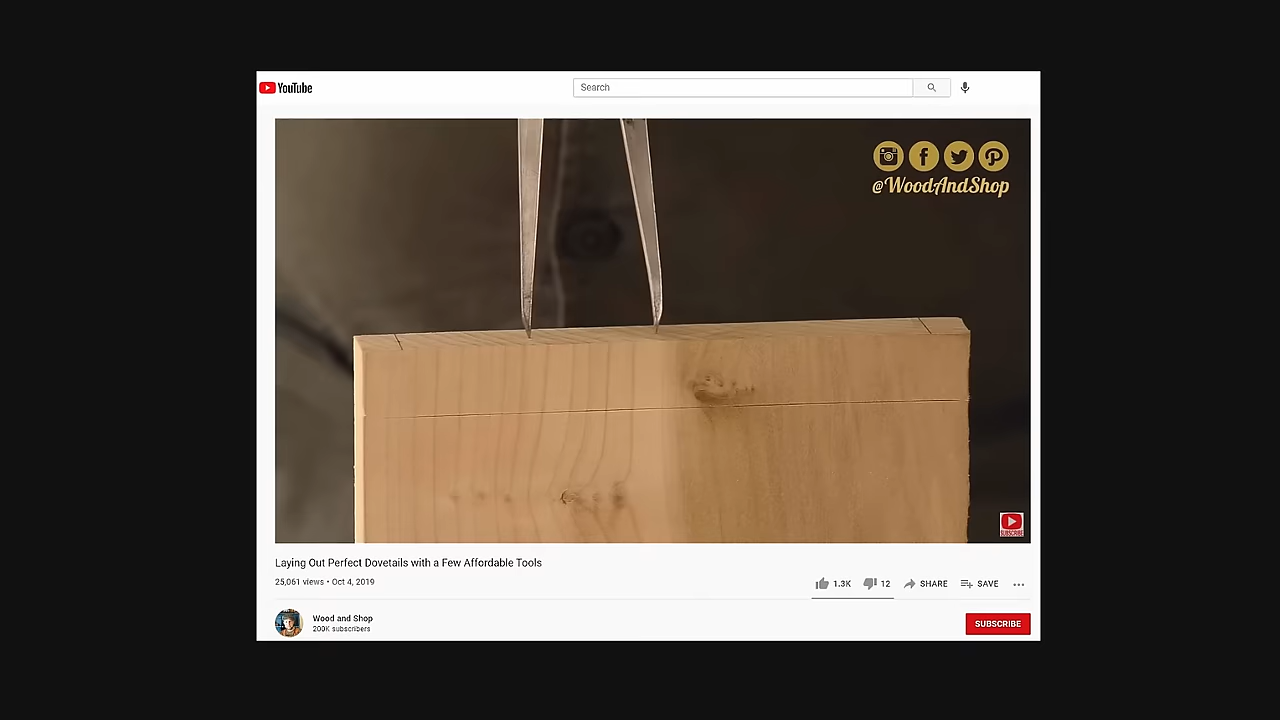 YouTube
Search
@WoodAndShop
SUBSCRIBE
Laying Out Perfect Dovetails with a Few Affordable Tools
25,061 views • Oct 4, 2019
1.3K 12 SHARE SAVE
Wood and Shop
200K subscribers
SUBSCRIBE